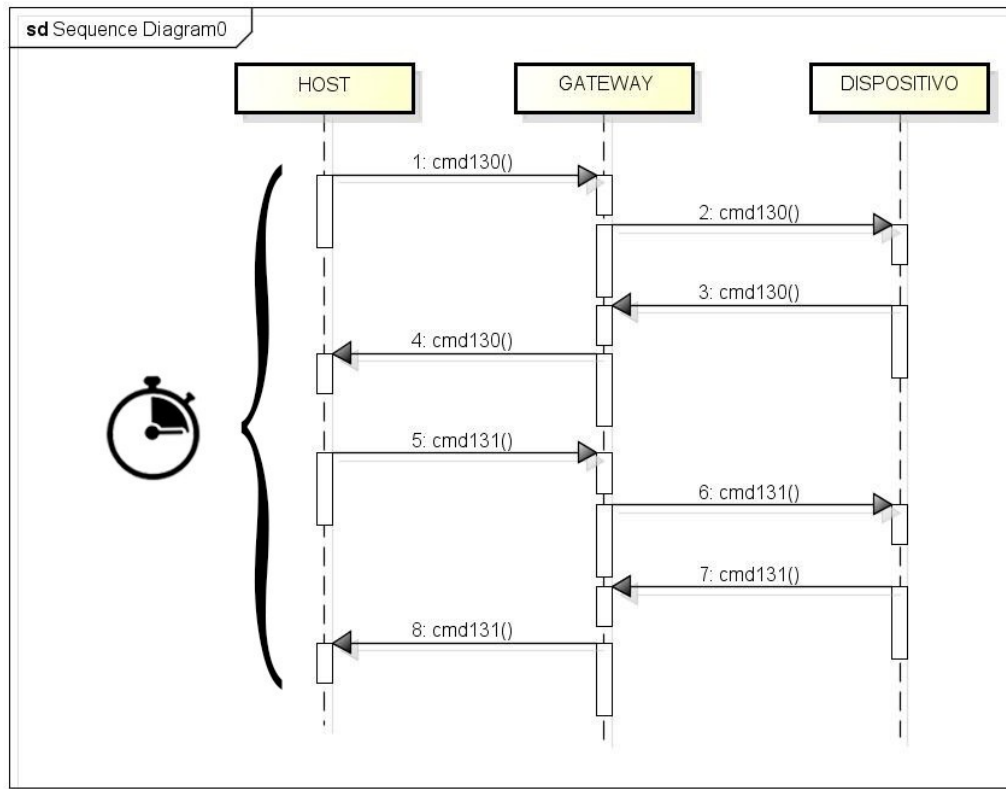 sd Sequence Diagram0
HOST
GATEWAY
DISPOSITIVO
1: cmd130()
2: cmd130()
3: cmd130()
4: cmd130()
5: cmd131()
6: cmd131()
7: cmd131()
8: cmd131()